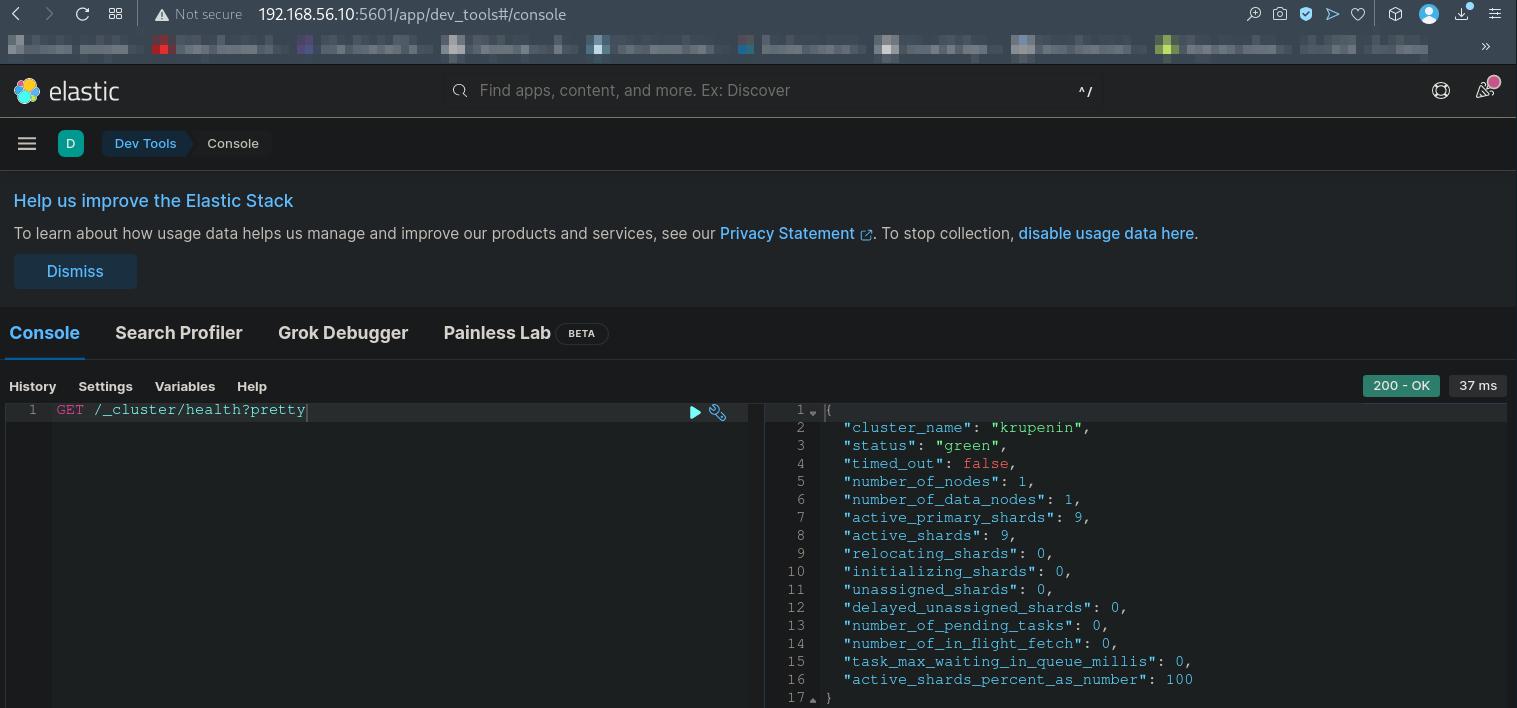 Not secure 192.168.56.10:5601/app/dev_tools#/console
»
elastic Find apps, content, and more. Ex: Discover ^/
D Dev Tools Console
Help us improve the Elastic Stack
To learn about how usage data helps us manage and improve our products and services, see our Privacy Statement. To stop collection, disable usage data here.
Dismiss
Console Search Profiler Grok Debugger Painless Lab BETA
History Settings Variables Help 200 - OK 37 ms
1 GET /_cluster/health?pretty
1 {
2 "cluster_name": "krupenin",
3 "status": "green",
4 "timed_out": false,
5 "number_of_nodes": 1,
6 "number_of_data_nodes": 1,
7 "active_primary_shards": 9,
8 "active_shards": 9,
9 "relocating_shards": 0,
10 "initializing_shards": 0,
11 "unassigned_shards": 0,
12 "delayed_unassigned_shards": 0,
13 "number_of_pending_tasks": 0,
14 "number_of_in_flight_fetch": 0,
15 "task_max_waiting_in_queue_millis": 0,
16 "active_shards_percent_as_number": 100
17 }